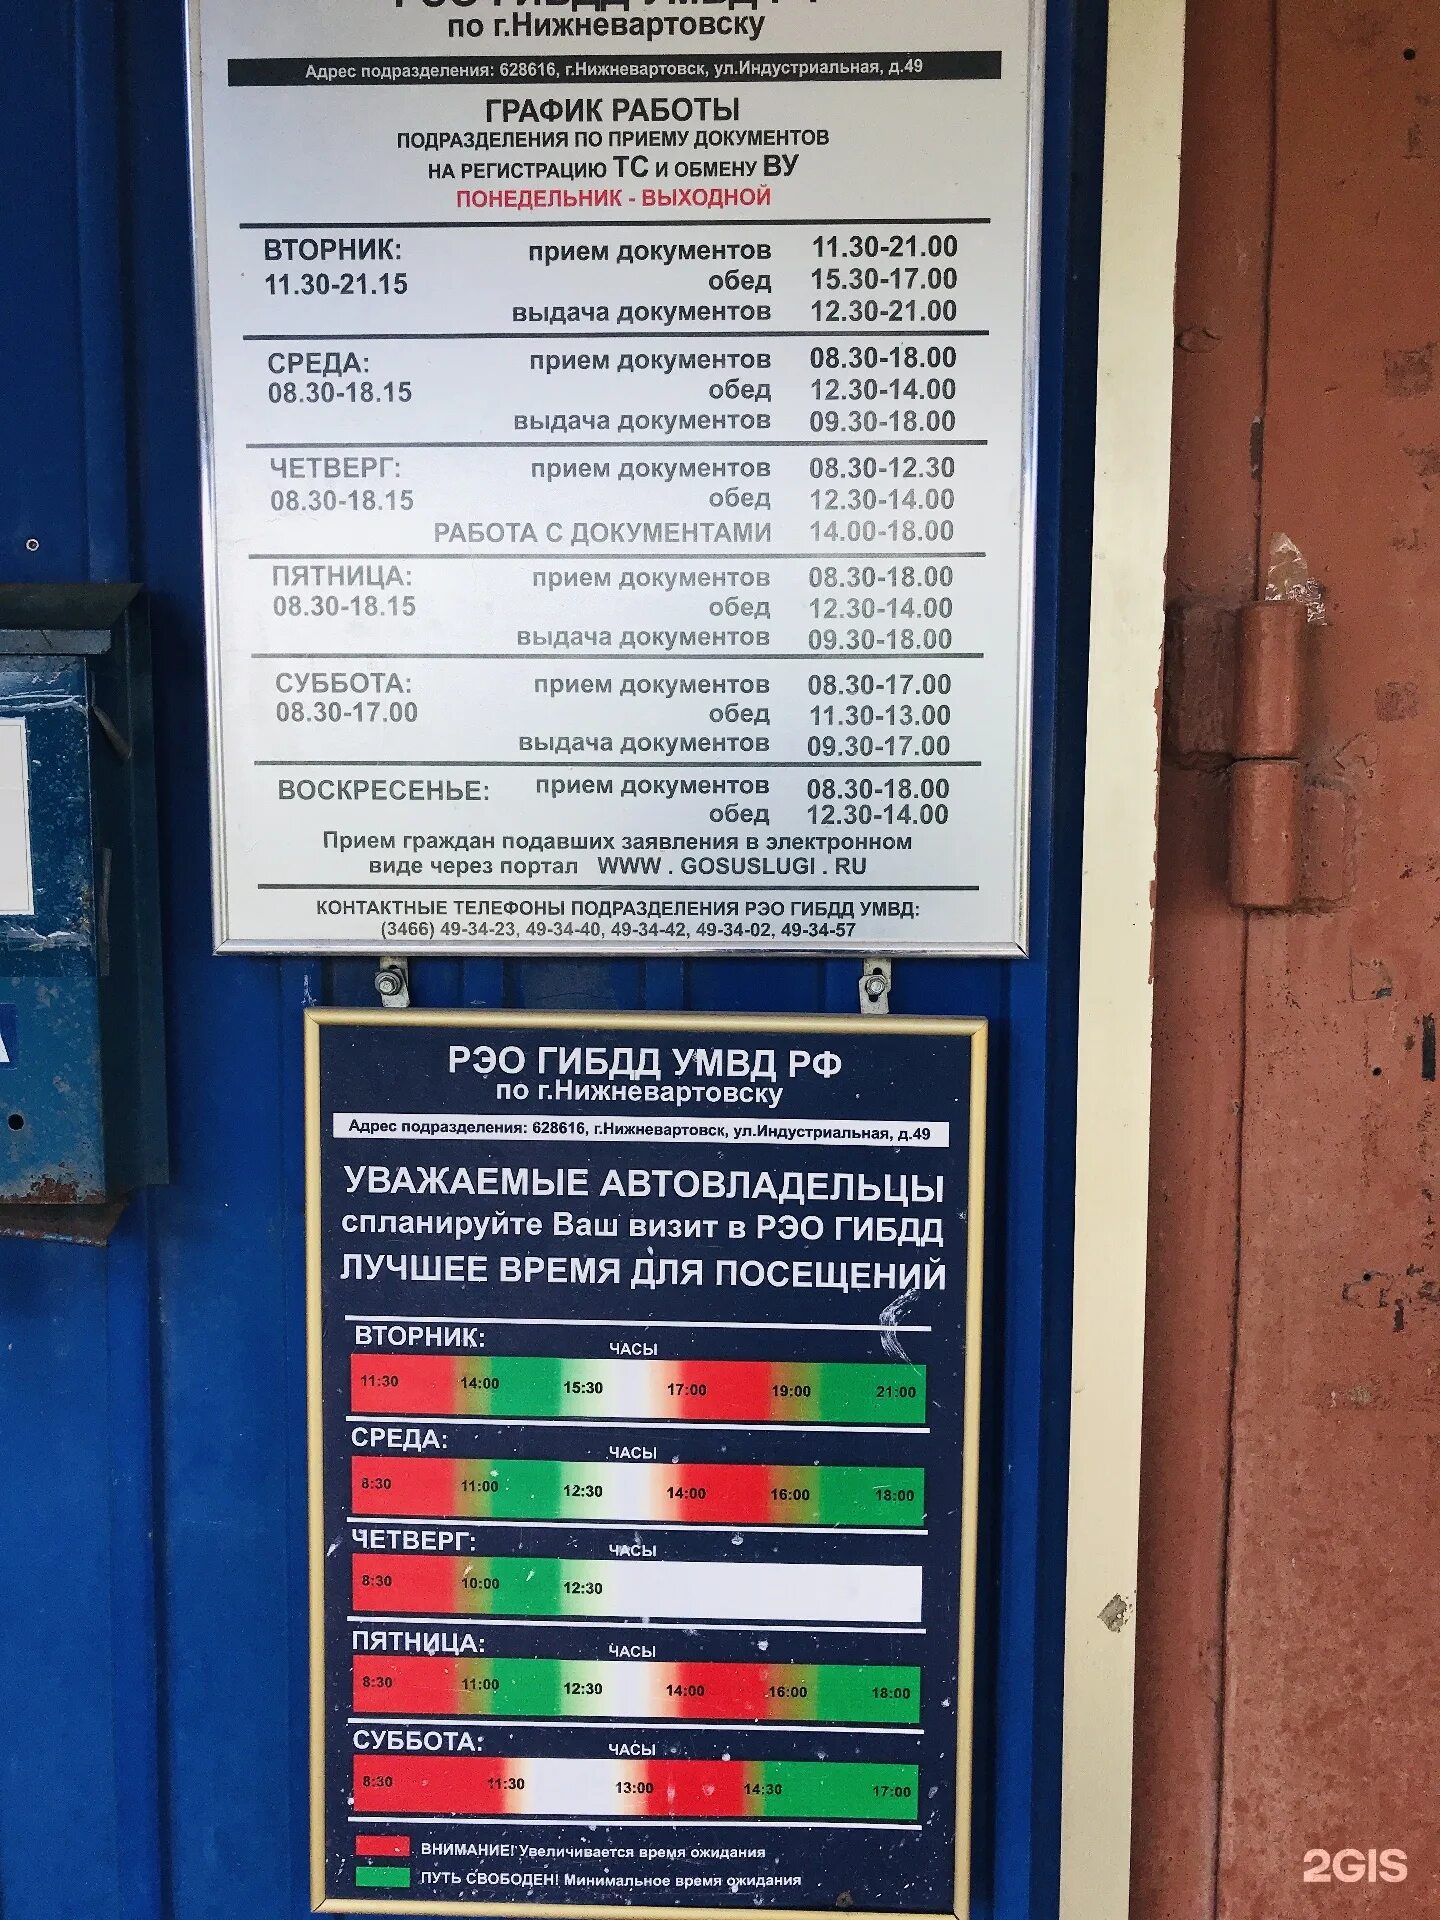 РЭО ГИБДД УМВД РФ
по г.Нижневартовску
Адрес подразделения: 628616, г.Нижневартовск, ул.Индустриальная, д.49
ГРАФИК РАБОТЫ
ПОДРАЗДЕЛЕНИЯ ПО ПРИЕМУ ДОКУМЕНТОВ
НА РЕГИСТРАЦИЮ ТС И ОБМЕНУ ВУ
ПОНЕДЕЛЬНИК - ВЫХОДНОЙ
ВТОРНИК: прием документов 11.30-21.00
11.30-21.15 обед 15.30-17.00
выдача документов 12.30-21.00
СРЕДА: прием документов 08.30-18.00
08.30-18.15 обед 12.30-14.00
выдача документов 09.30-18.00
ЧЕТВЕРГ: прием документов 08.30-12.30
08.30-18.15 обед 12.30-14.00
РАБОТА С ДОКУМЕНТАМИ 14.00-18.00
ПЯТНИЦА: прием документов 08.30-18.00
08.30-18.15 обед 12.30-14.00
выдача документов 09.30-18.00
СУББОТА: прием документов 08.30-17.00
08.30-17.00 обед 11.30-13.00
выдача документов 09.30-17.00
ВОСКРЕСЕНЬЕ: прием документов 08.30-18.00
обед 12.30-14.00
Прием граждан подавших заявления в электронном
виде через портал WWW . GOSUSLUGI . RU
КОНТАКТНЫЕ ТЕЛЕФОНЫ ПОДРАЗДЕЛЕНИЯ РЭО ГИБДД УМВД:
(3466) 49-34-23, 49-34-40, 49-34-42, 49-34-02, 49-34-57
А
РЭО ГИБДД УМВД РФ
по г.Нижневартовску
Адрес подразделения: 628616, г.Нижневартовск, ул.Индустриальная, д.49
УВАЖАЕМЫЕ АВТОВЛАДЕЛЬЦЫ
спланируйте Ваш визит в РЭО ГИБДД
ЛУЧШЕЕ ВРЕМЯ ДЛЯ ПОСЕЩЕНИЙ
ВТОРНИК: ЧАСЫ
11:30 14:00 15:30 17:00 19:00 21:00
СРЕДА: ЧАСЫ
8:30 11:00 12:30 14:00 16:00 18:00
ЧЕТВЕРГ: ЧАСЫ
8:30 10:00 12:30
ПЯТНИЦА: ЧАСЫ
8:30 11:00 12:30 14:00 16:00 18:00
СУББОТА: ЧАСЫ
8:30 11:30 13:00 14:30 17:00
ВНИМАНИЕ! Увеличивается время ожидания
ПУТЬ СВОБОДЕН! Минимальное время ожидания
2GIS